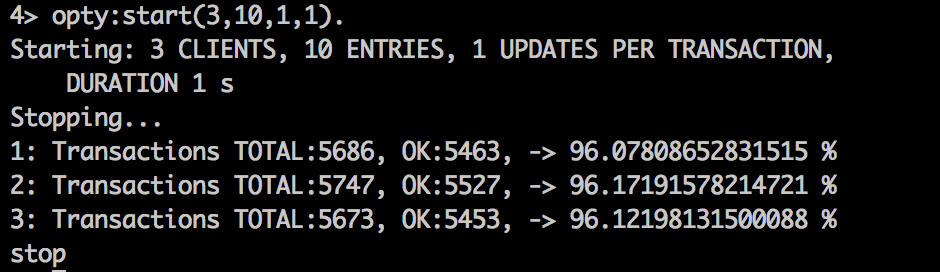 4> opty:start(3,10,1,1).
Starting: 3 CLIENTS, 10 ENTRIES, 1 UPDATES PER TRANSACTION,
    DURATION 1 s
Stopping...
1: Transactions TOTAL:5686, OK:5463, -> 96.07808652831515 %
2: Transactions TOTAL:5747, OK:5527, -> 96.17191578214721 %
3: Transactions TOTAL:5673, OK:5453, -> 96.12198131500088 %
stop